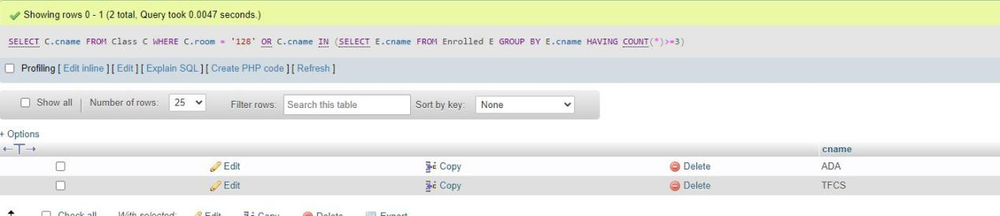 Showing rows 0 - 1 (2 total, Query took 0.0047 seconds.)
SELECT C.cname FROM Class C WHERE C.room = '128' OR C.cname IN (SELECT E.cname FROM Enrolled E GROUP BY E.cname HAVING COUNT(*)>=3)
Profiling [ Edit inline ] [ Edit ] [ Explain SQL ] [ Create PHP code ] [ Refresh ]
Show all | Number of rows: 25 Filter rows: Search this table Sort by key: None
+ Options
←T→ cname
Edit Copy Delete ADA
Edit Copy Delete TFCS
Check all With selected: Edit Copy Delete Export